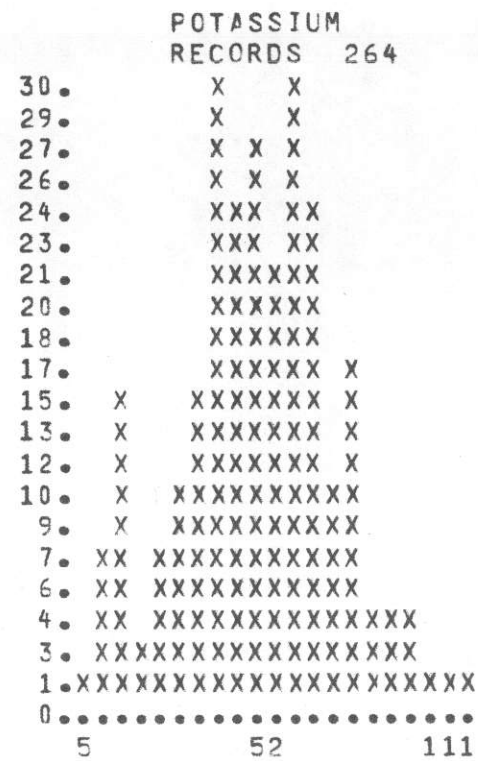 POTASSIUM
RECORDS  264
30.       X   X
29.       X   X
27.       X X X
26.       X X X
24.       XXX XX
23.       XXX XX
21.       XXXXXX
20.       XXXXXX
18.       XXXXXX
17.       XXXXXX X
15.  X   XXXXXXX X
13.  X   XXXXXXX X
12.  X   XXXXXXX X
10.  X  XXXXXXXXXX
 9.  X  XXXXXXXXXX
 7. XX XXXXXXXXXXX
 6. XX XXXXXXXXXXX
 4. XX XXXXXXXXXXXXXX
 3. XXXXXXXXXXXXXXXXX
 1.XXXXXXXXXXXXXXXXXXXXX
 0......................
5        52       111